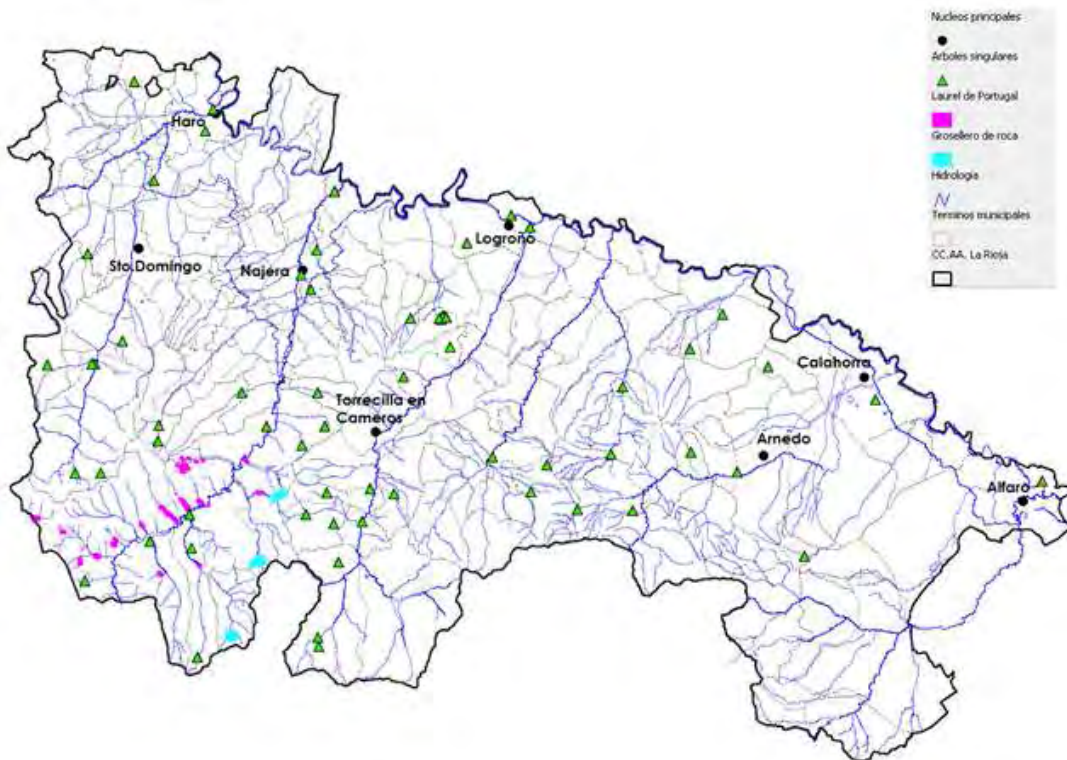 Nucleos principales
Arboles singulares
Laurel de Portugal
Grosellero de roca
Hidrologia
Terminos municipales
CC.AA. La Rioja
Haro
Logroño
Sto.Domingo
Najera
Calahorra
Torrecilla en
Cameros
Arnedo
Alfaro